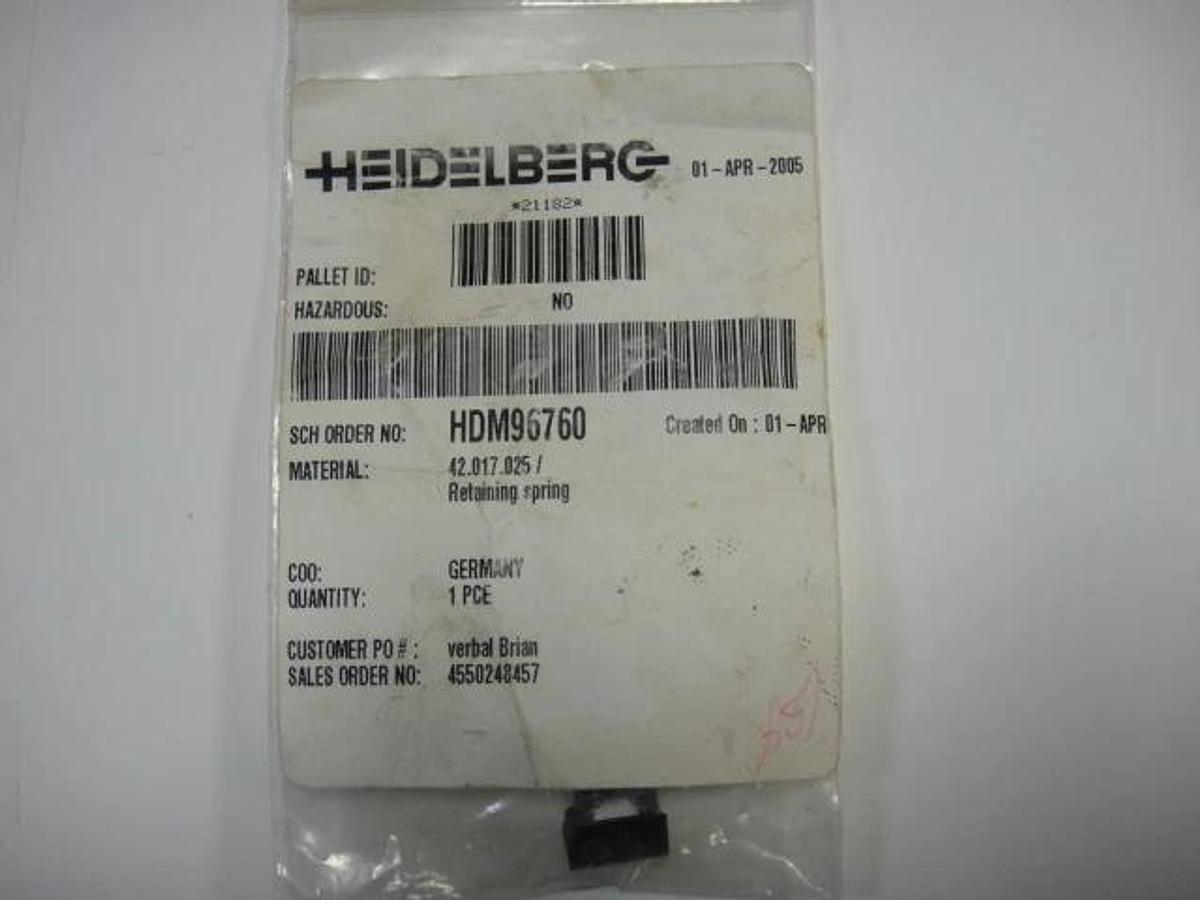 HEIDELBERG 01-APR-2005
*21182*
PALLET ID:
HAZARDOUS: NO
SCH ORDER NO: HDM96760 Created On : 01-APR
MATERIAL: 42.017.025 /
Retaining spring
COO: GERMANY
QUANTITY: 1 PCE
CUSTOMER PO # : verbal Brian
SALES ORDER NO: 4550248457